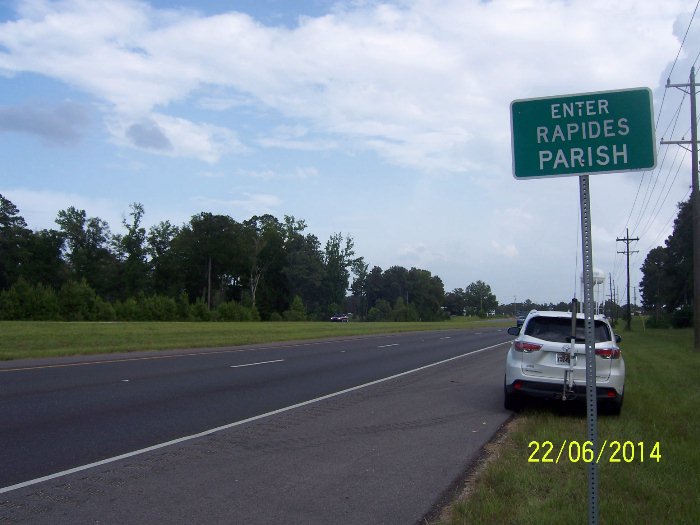 ENTER
RAPIDES
PARISH
22/06/2014